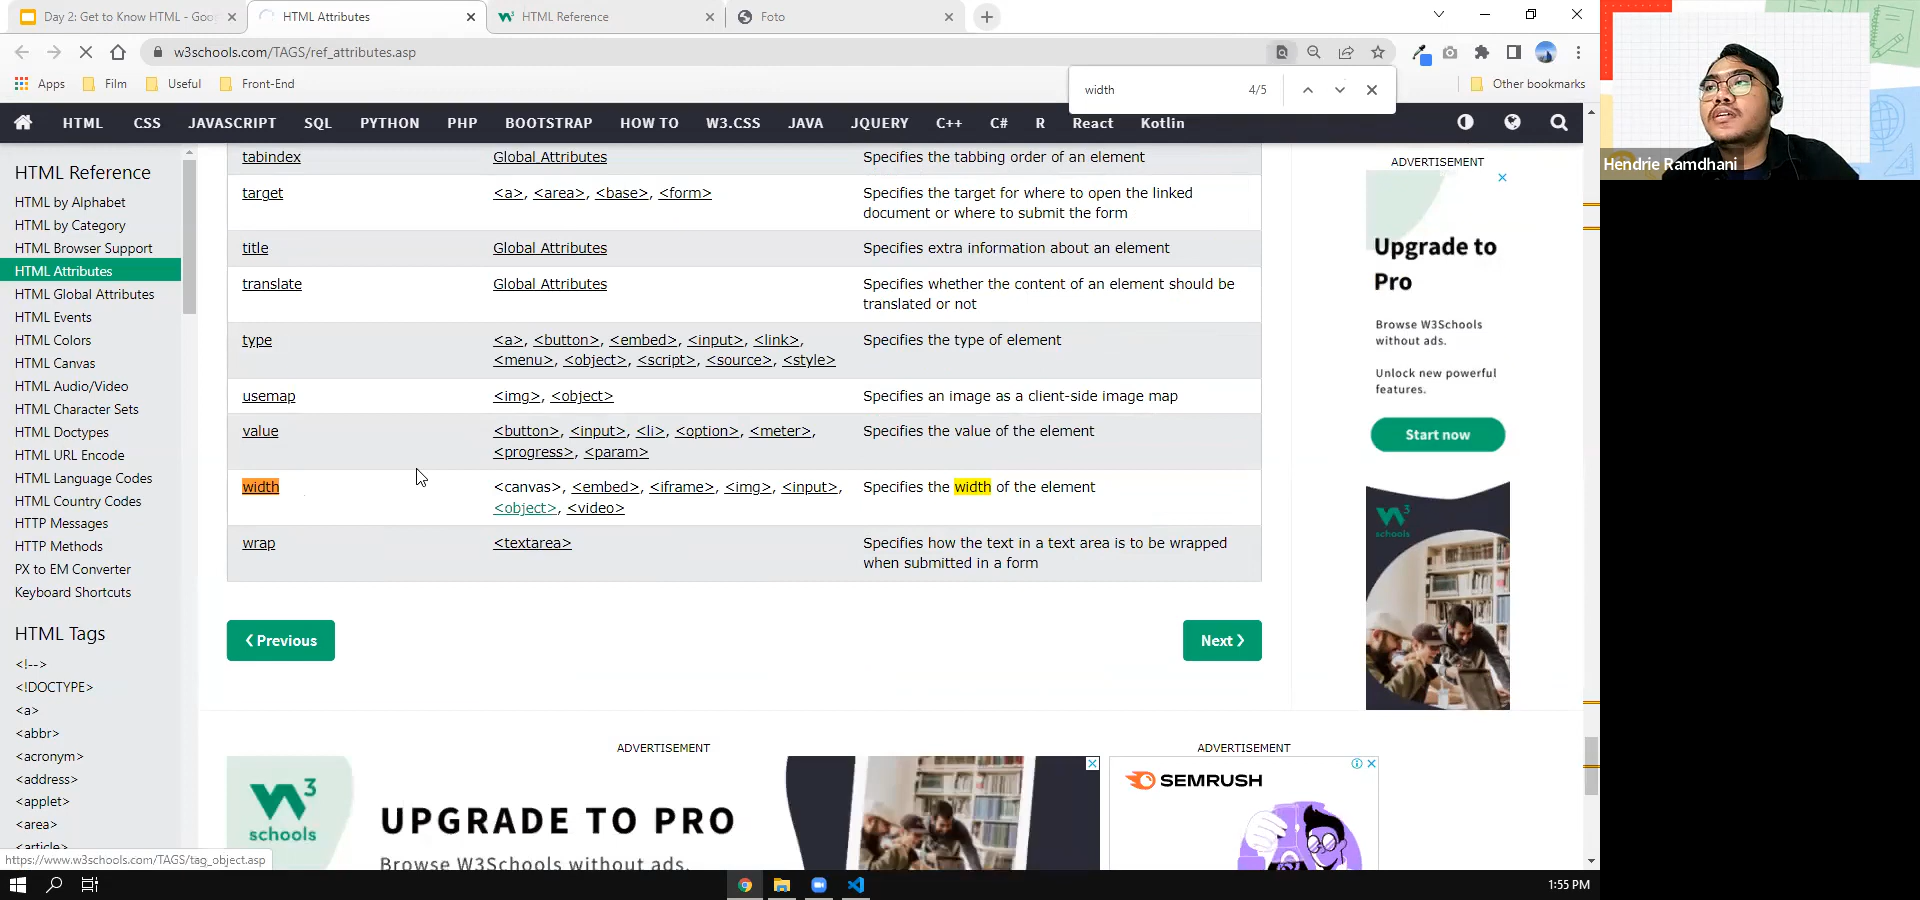 Day 2: Get to Know HTML - Goo
HTML Attributes
HTML Reference
Foto
w3schools.com/TAGS/ref_attributes.asp
Apps
Film
Useful
Front-End
width
4/5
Other bookmarks
HTML CSS JAVASCRIPT SQL PYTHON PHP BOOTSTRAP HOW TO W3.CSS JAVA JQUERY C++ C# R React Kotlin
HTML Reference
HTML by Alphabet
HTML by Category
HTML Browser Support
HTML Attributes
HTML Global Attributes
HTML Events
HTML Colors
HTML Canvas
HTML Audio/Video
HTML Character Sets
HTML Doctypes
HTML URL Encode
HTML Language Codes
HTML Country Codes
HTTP Messages
HTTP Methods
PX to EM Converter
Keyboard Shortcuts
HTML Tags
<!-->
<!DOCTYPE>
<a>
<abbr>
<acronym>
<address>
<applet>
<area>
<article>
https://www.w3schools.com/TAGS/tag_object.asp
tabindex Global Attributes Specifies the tabbing order of an element
target <a>, <area>, <base>, <form> Specifies the target for where to open the linked
document or where to submit the form
title Global Attributes Specifies extra information about an element
translate Global Attributes Specifies whether the content of an element should be
translated or not
type <a>, <button>, <embed>, <input>, <link>, Specifies the type of element
<menu>, <object>, <script>, <source>, <style>
usemap <img>, <object> Specifies an image as a client-side image map
value <button>, <input>, <li>, <option>, <meter>, Specifies the value of the element
<progress>, <param>
width <canvas>, <embed>, <iframe>, <img>, <input>, Specifies the width of the element
<object>, <video>
wrap <textarea> Specifies how the text in a text area is to be wrapped
when submitted in a form
❮ Previous
Next ❯
ADVERTISEMENT
Upgrade to
Pro
Browse W3Schools
without ads.
Unlock new powerful
features.
Start now
W3
schools
ADVERTISEMENT
W3
schools
UPGRADE TO PRO
Browse W3Schools without ads.
ADVERTISEMENT
SEMRUSH
Hendrie Ramdhani
1:55 PM